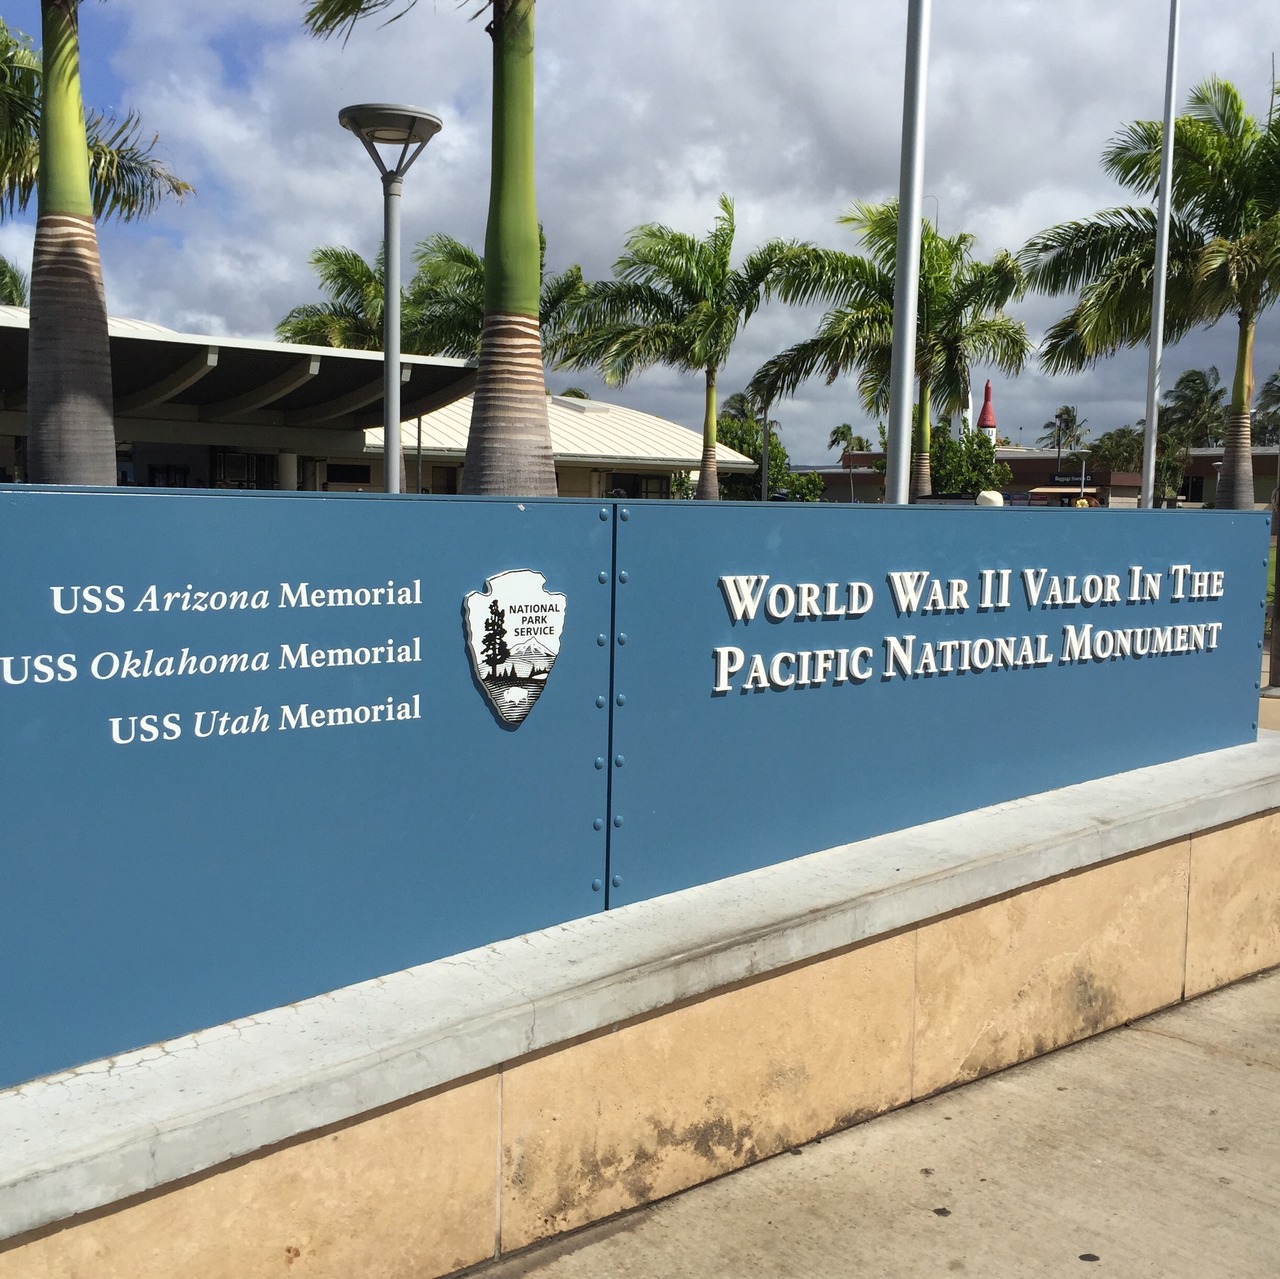 USS Arizona Memorial
USS Oklahoma Memorial
USS Utah Memorial
NATIONAL
PARK
SERVICE
WORLD WAR II VALOR IN THE
PACIFIC NATIONAL MONUMENT